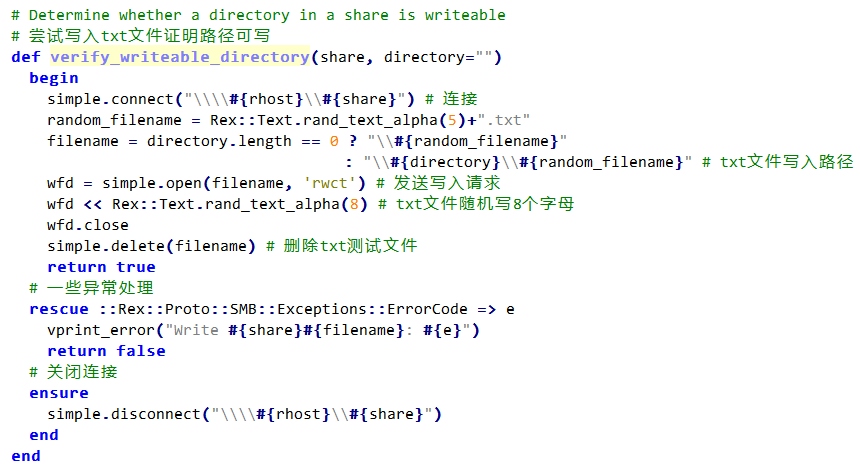 # Determine whether a directory in a share is writeable
# 尝试写入txt文件证明路径可写
def verify_writeable_directory(share, directory="")
  begin
    simple.connect("\\\\#{rhost}\\#{share}") # 连接
    random_filename = Rex::Text.rand_text_alpha(5)+".txt"
    filename = directory.length == 0 ? "\\#{random_filename}"
                                     : "\\#{directory}\\#{random_filename}" # txt文件写入路径
    wfd = simple.open(filename, 'rwct') # 发送写入请求
    wfd << Rex::Text.rand_text_alpha(8) # txt文件随机写8个字母
    wfd.close
    simple.delete(filename) # 删除txt测试文件
    return true
  # 一些异常处理
  rescue ::Rex::Proto::SMB::Exceptions::ErrorCode => e
    vprint_error("Write #{share}#{filename}: #{e}")
    return false
  # 关闭连接
  ensure
    simple.disconnect("\\\\#{rhost}\\#{share}")
  end
end